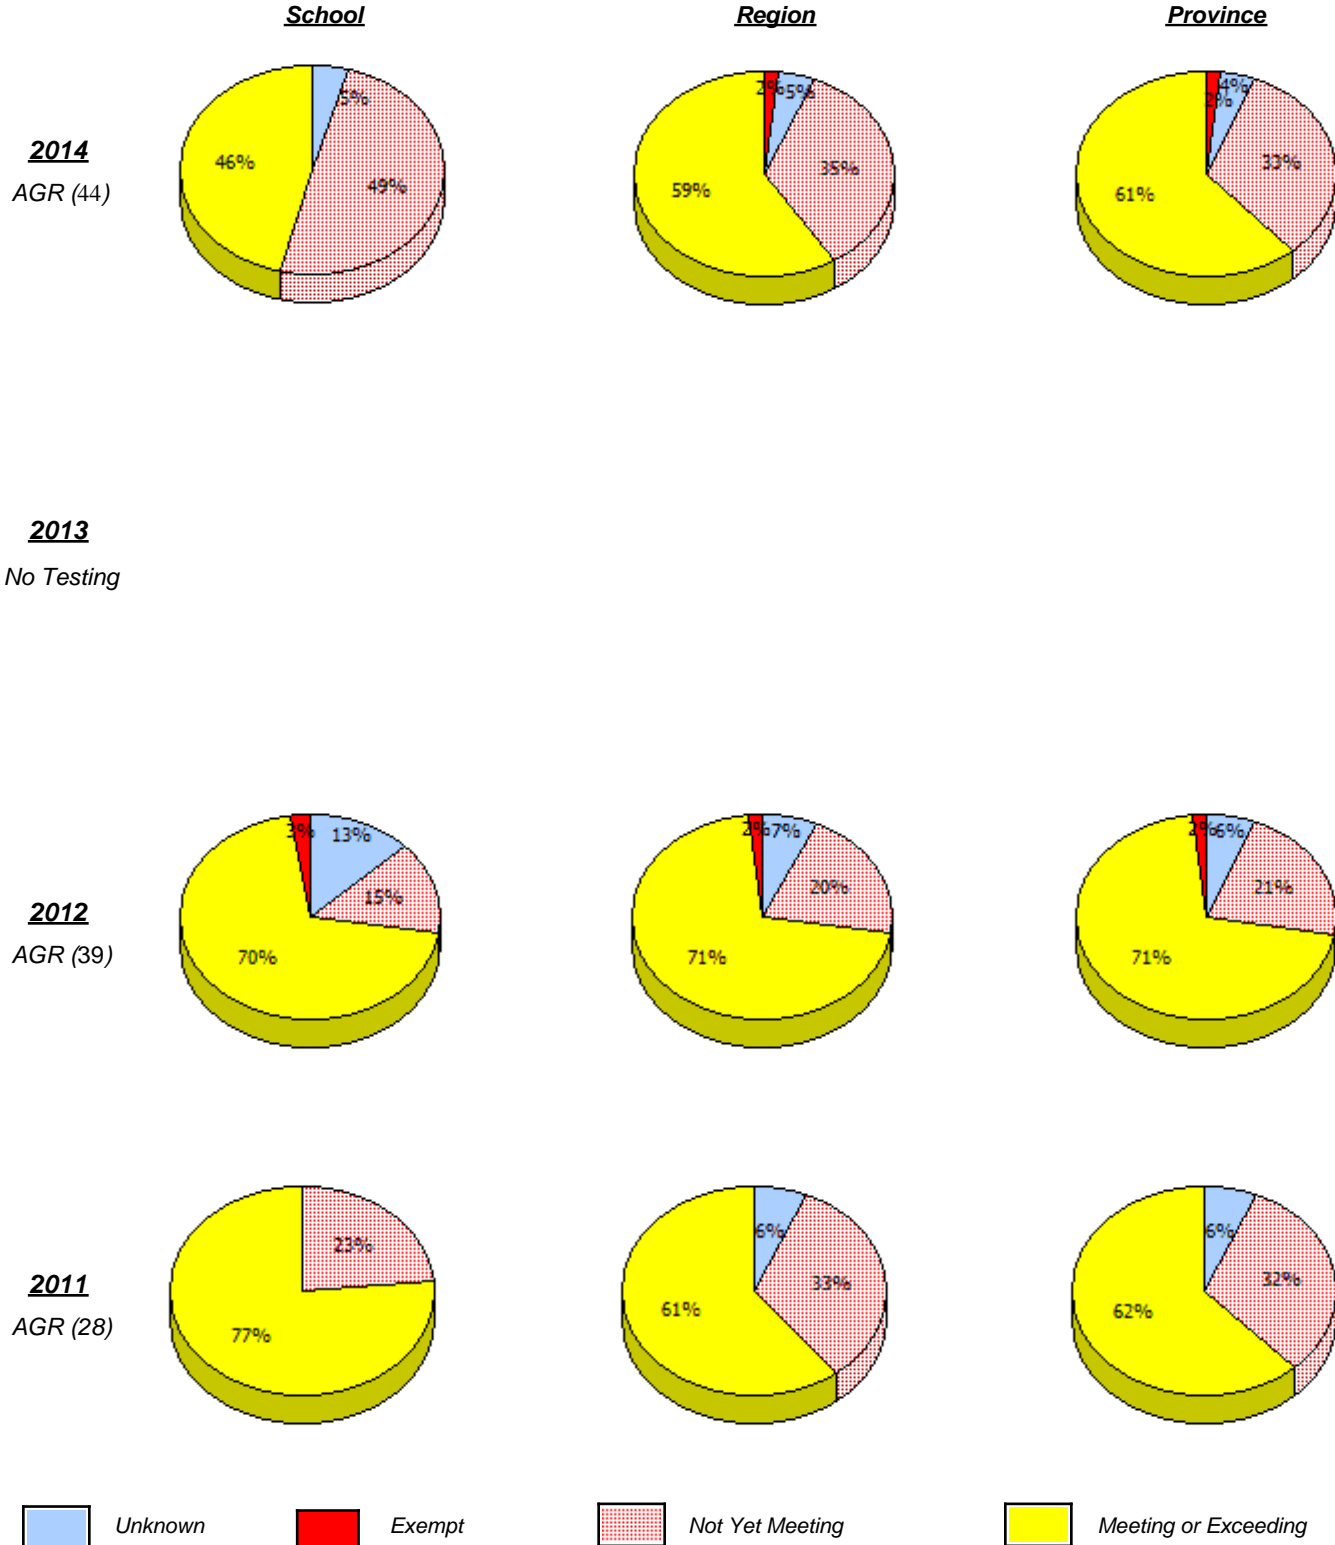 School Region Province
5% 2% 5% 4% 2%
46% 49% 59% 35% 61% 33%
2014
AGR (44)
2013
No Testing
3% 13% 2% 7% 2% 6%
15% 20% 21%
2012
AGR (39)
70% 71% 71%
23% 6% 33% 6% 32%
2011
AGR (28)
77% 61% 62%
Unknown Exempt Not Yet Meeting Meeting or Exceeding